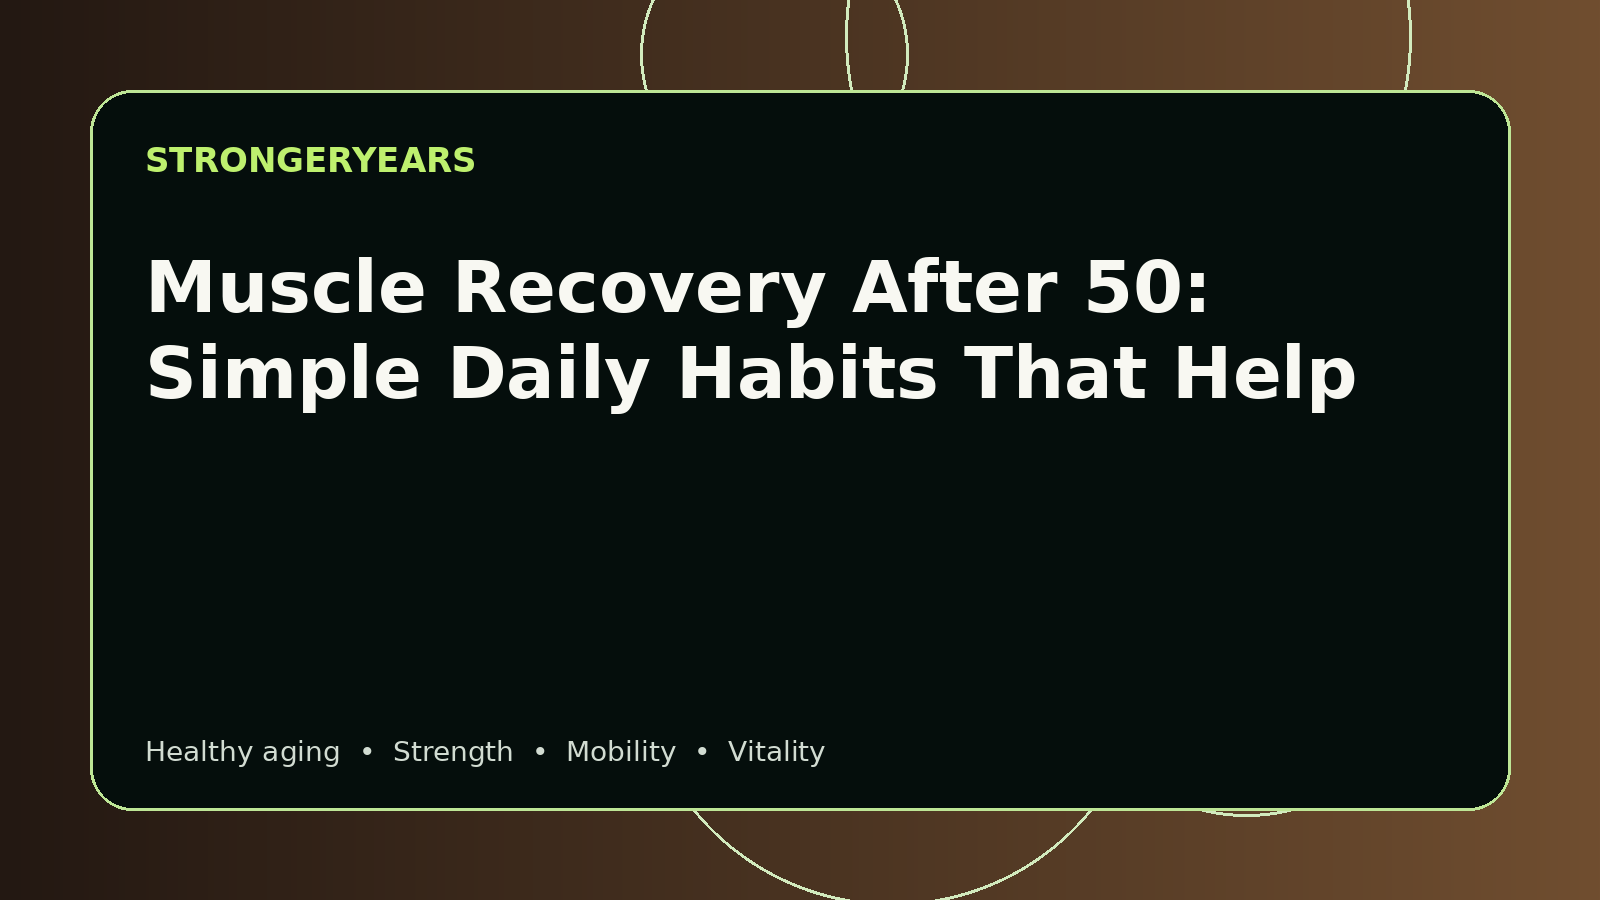 STRONGERYEARS
Muscle Recovery After 50:
Simple Daily Habits That Help
Healthy aging • Strength • Mobility • Vitality